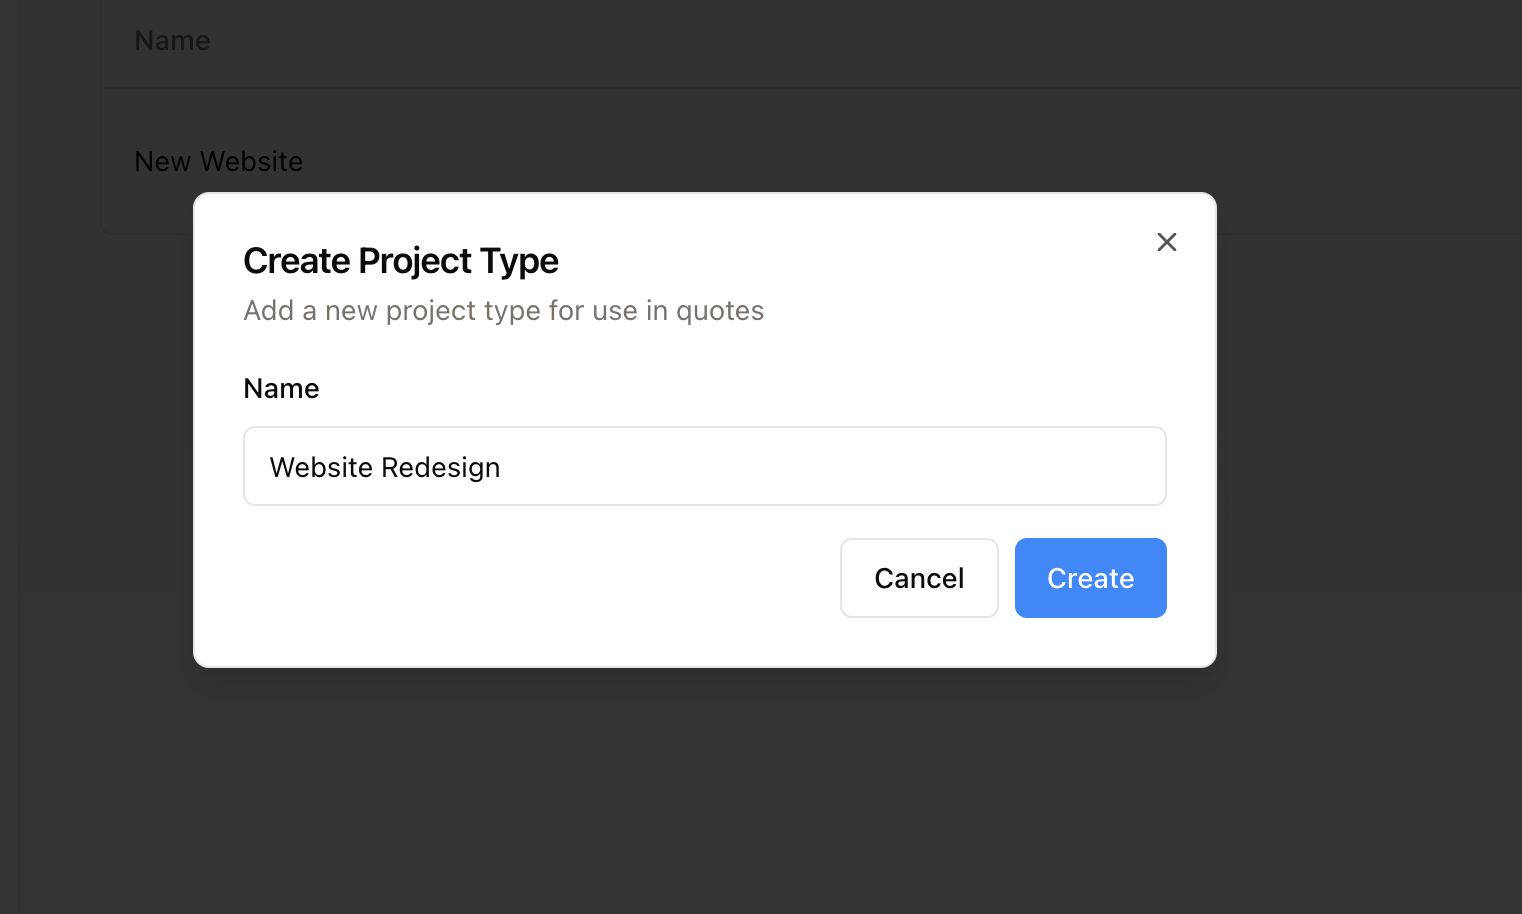 Name
New Website
Create Project Type
Add a new project type for use in quotes
Name
Website Redesign
Cancel
Create